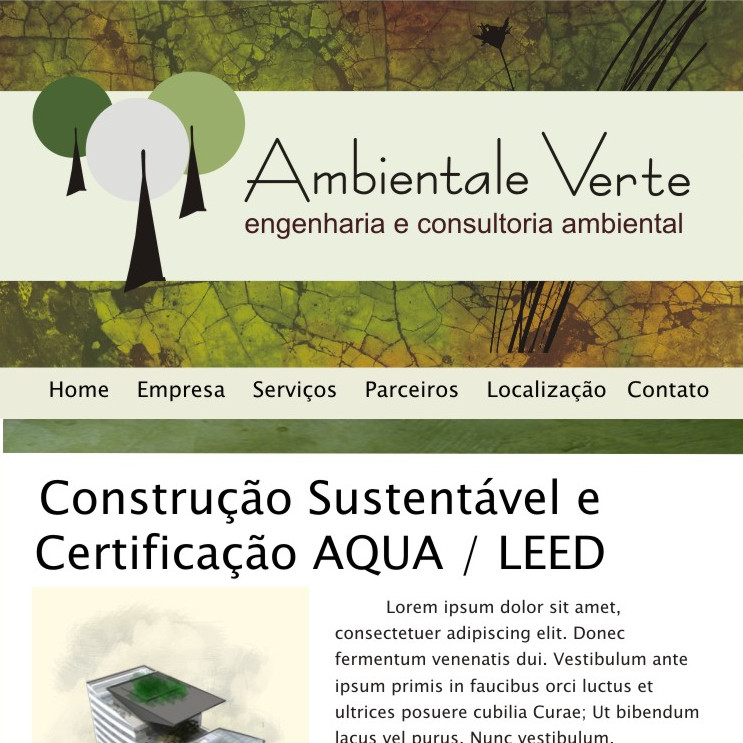 Ambientale Verte
engenharia e consultoria ambiental
Home Empresa Serviços Parceiros Localização Contato
Construção Sustentável e
Certificação AQUA / LEED
Lorem ipsum dolor sit amet,
consectetuer adipiscing elit. Donec
fermentum venenatis dui. Vestibulum ante
ipsum primis in faucibus orci luctus et
ultrices posuere cubilia Curae; Ut bibendum
lacus vel purus. Nunc vestibulum.